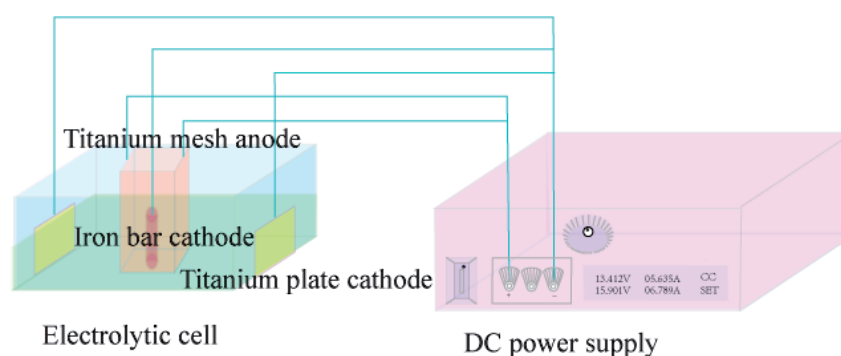 Titanium mesh anode
Iron bar cathode
Titanium plate cathode
13.412V 05.635A CC
15.901V 06.789A SET
+ -
Electrolytic cell
DC power supply